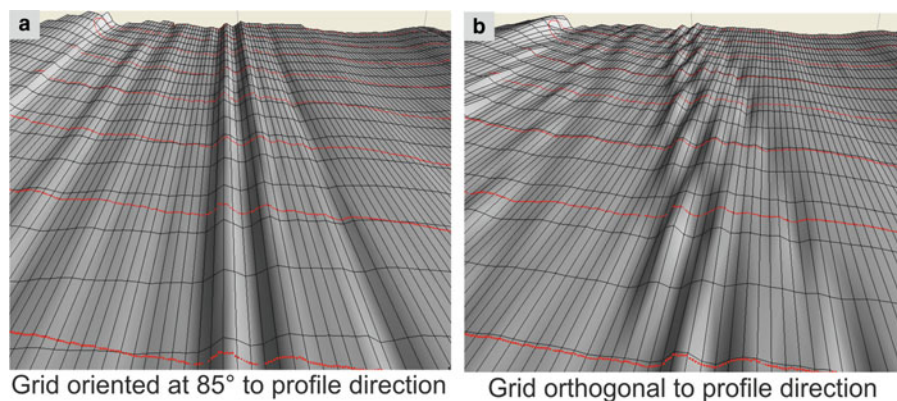 a
b
Grid oriented at 85° to profile direction
Grid orthogonal to profile direction